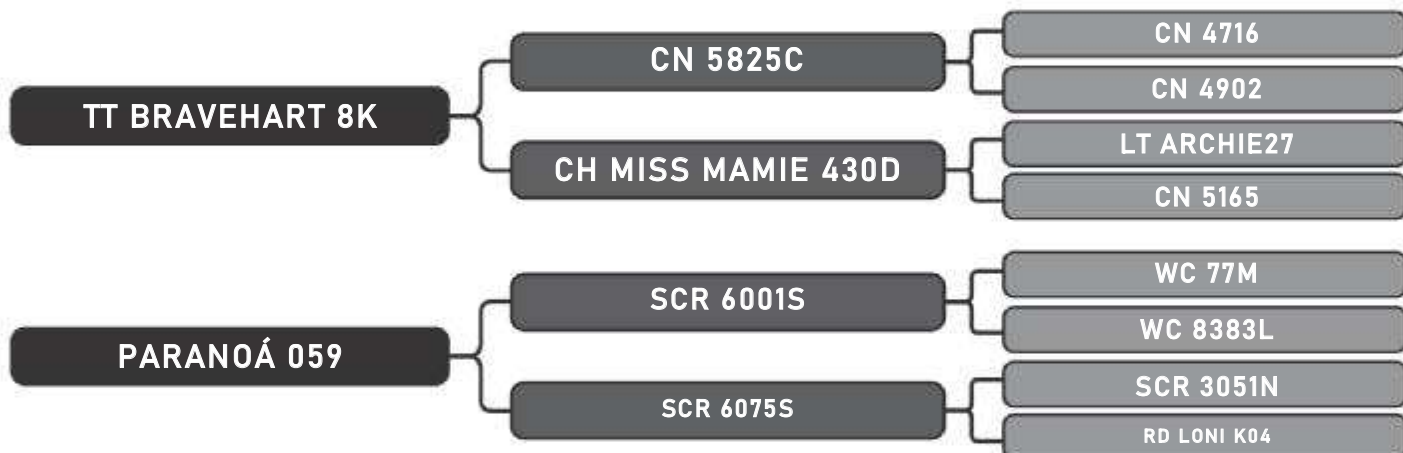 TT BRAVEHART 8K
CN 5825C
CH MISS MAMIE 430D
CN 4716
CN 4902
LT ARCHIE27
CN 5165
PARANOÁ 059
SCR 6001S
SCR 6075S
WC 77M
WC 8383L
SCR 3051N
RD LONI K04